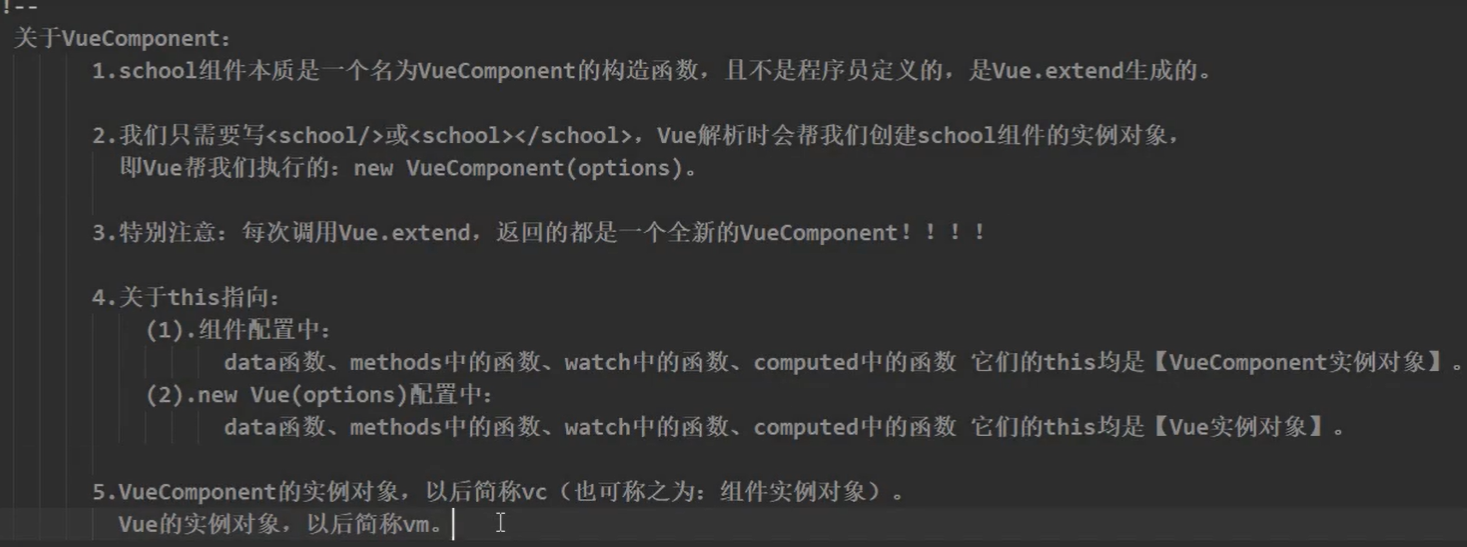 !--
关于VueComponent：
1.school组件本质是一个名为VueComponent的构造函数，且不是程序员定义的，是Vue.extend生成的。
2.我们只需要写<school/>或<school></school>，Vue解析时会帮我们创建school组件的实例对象，
即Vue帮我们执行的：new VueComponent(options)。
3.特别注意：每次调用Vue.extend，返回的都是一个全新的VueComponent！！！！
4.关于this指向：
(1).组件配置中：
data函数、methods中的函数、watch中的函数、computed中的函数 它们的this均是【VueComponent实例对象】。
(2).new Vue(options)配置中：
data函数、methods中的函数、watch中的函数、computed中的函数 它们的this均是【Vue实例对象】。
5.VueComponent的实例对象，以后简称vc（也可称之为：组件实例对象）。
Vue的实例对象，以后简称vm。